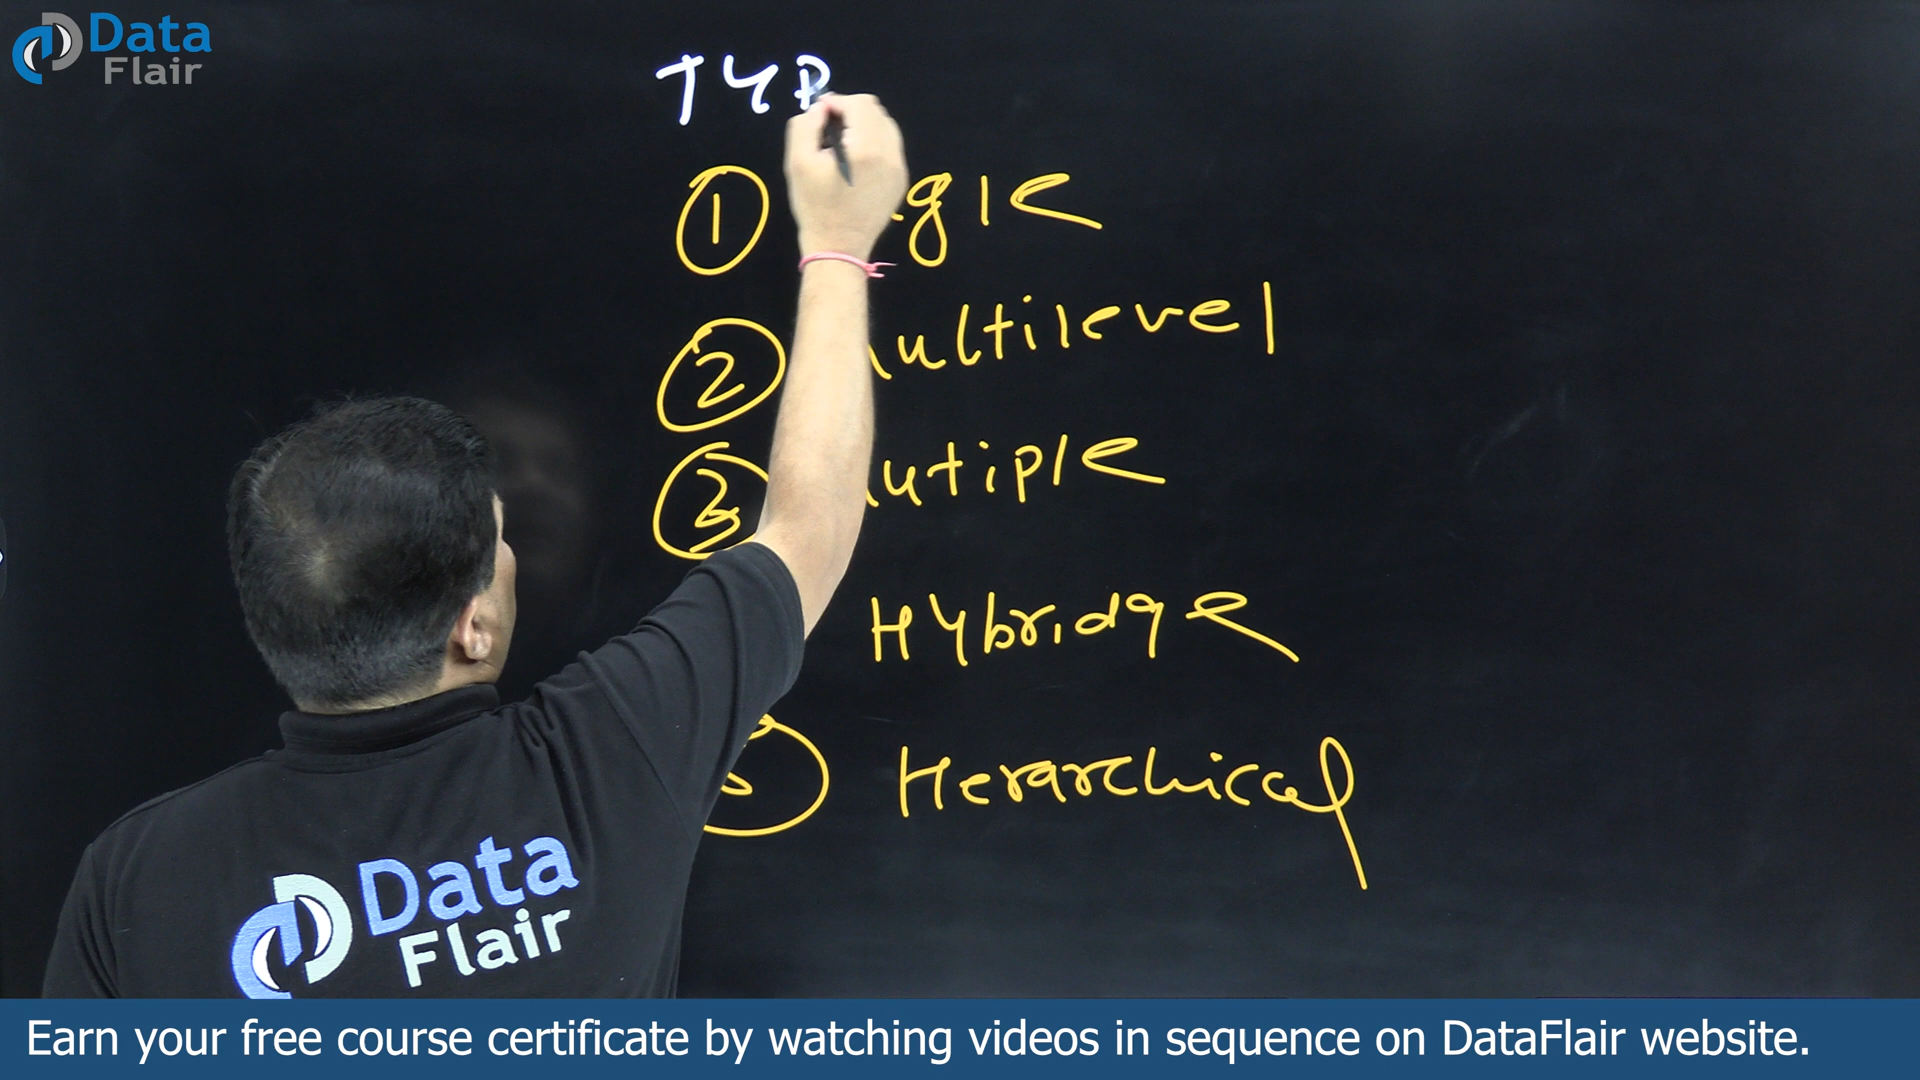 Data
Flair
TYP
1 gle
2 ultilevel
3 utiple
Hybridge
Herarchical
Data
Flair
Earn your free course certificate by watching videos in sequence on DataFlair website.